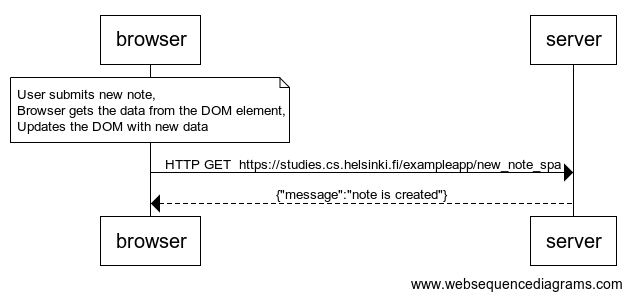 browser
server
User submits new note,
Browser gets the data from the DOM element,
Updates the DOM with new data
HTTP GET  https://studies.cs.helsinki.fi/exampleapp/new_note_spa
{"message":"note is created"}
browser
server
www.websequencediagrams.com